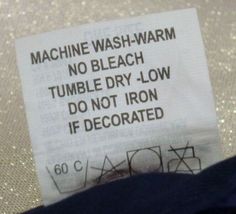 MACHINE WASH-WARM
NO BLEACH
TUMBLE DRY -LOW
DO NOT IRON
IF DECORATED
60 C